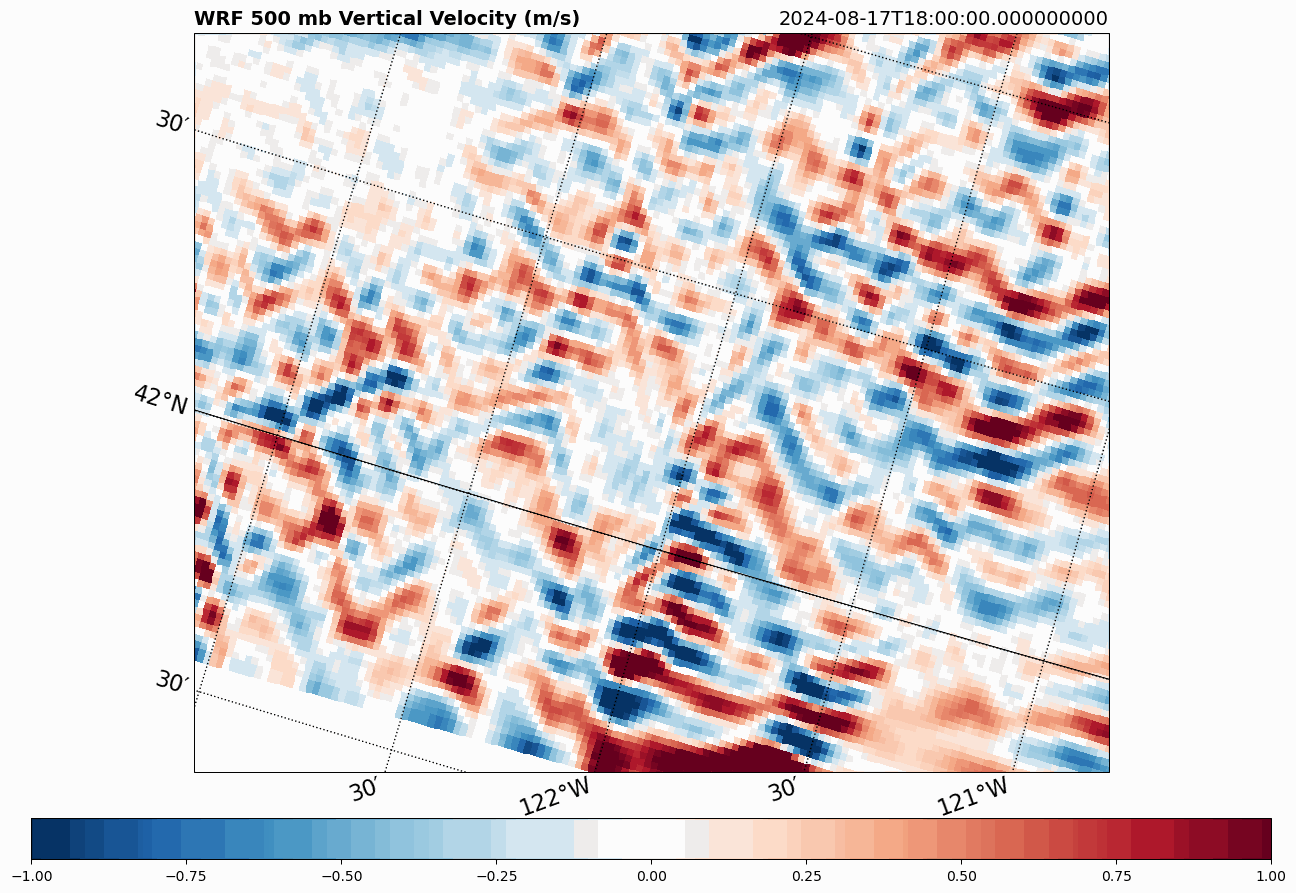 WRF 500 mb Vertical Velocity (m/s)
2024-08-17T18:00:00.000000000
30′
42°N
30′
30′
122°W
30′
121°W
−1.00
−0.75
−0.50
−0.25
0.00
0.25
0.50
0.75
1.00